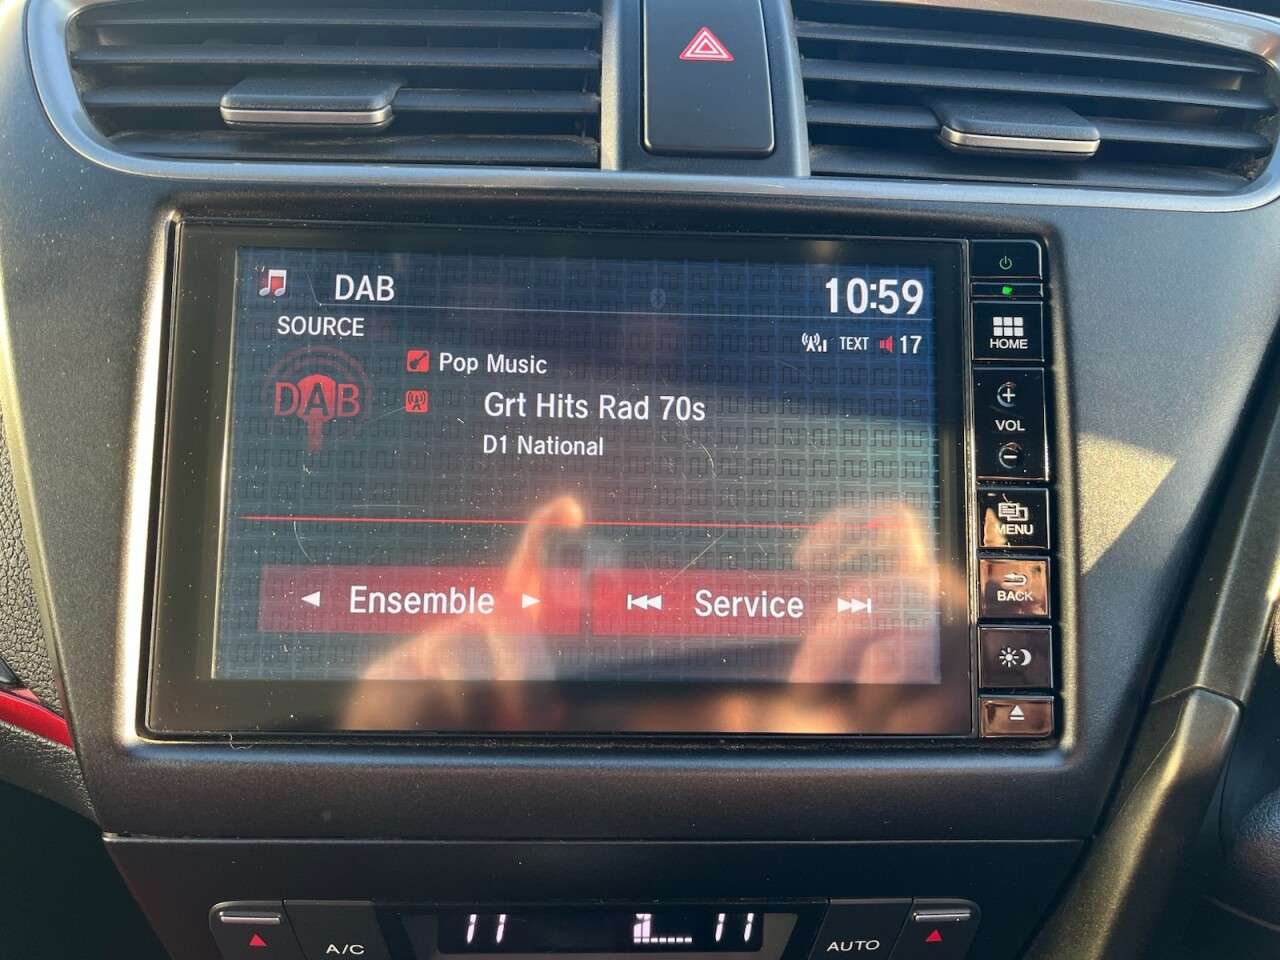 DAB
10:59
SOURCE
TEXT
17
DAB
Pop Music
Grt Hits Rad 70s
D1 National
Ensemble
Service
HOME
VOL
MENU
BACK
A/C
AUTO